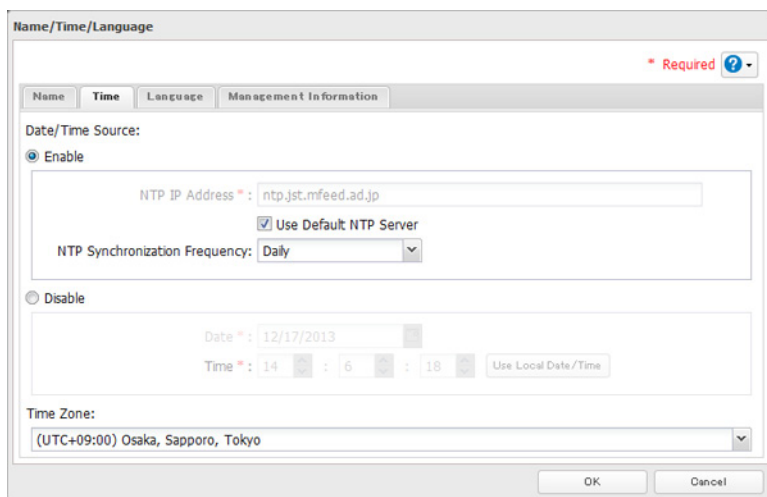 Name/Time/Language
* Required
Name Time Language Management Information
Date/Time Source:
Enable
NTP IP Address * : ntp.jst.mfeed.ad.jp
Use Default NTP Server
NTP Synchronization Frequency: Daily
Disable
Date * : 12/17/2013
Time * : 14 : 6 : 18 Use Local Date/Time
Time Zone:
(UTC+09:00) Osaka, Sapporo, Tokyo
OK Cancel